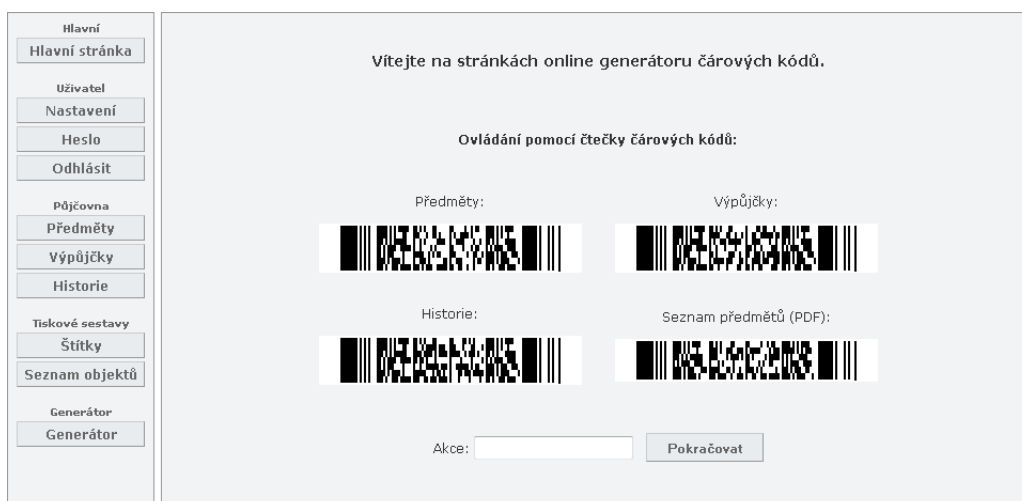 Hlavní
Hlavní stránka
Uživatel
Nastavení
Heslo
Odhlásit
Půjčovna
Předměty
Výpůjčky
Historie
Tiskové sestavy
Štítky
Seznam objektů
Generátor
Generátor
Vítejte na stránkách online generátoru čárových kódů.
Ovládání pomocí čtečky čárových kódů:
Předměty:
Výpůjčky:
Historie:
Seznam předmětů (PDF):
Akce:
Pokračovat